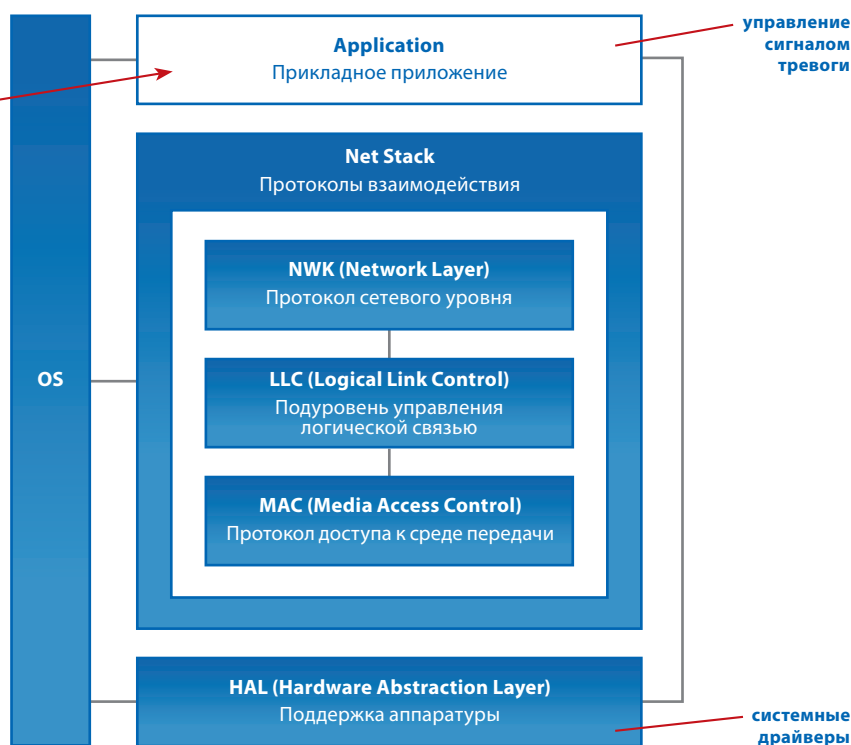 Application
Прикладное приложение
управление
сигналом
тревоги
Net Stack
Протоколы взаимодействия
NWK (Network Layer)
Протокол сетевого уровня
OS
LLC (Logical Link Control)
Подуровень управления
логической связью
MAC (Media Access Control)
Протокол доступа к среде передачи
HAL (Hardware Abstraction Layer)
Поддержка аппаратуры
системные
драйверы